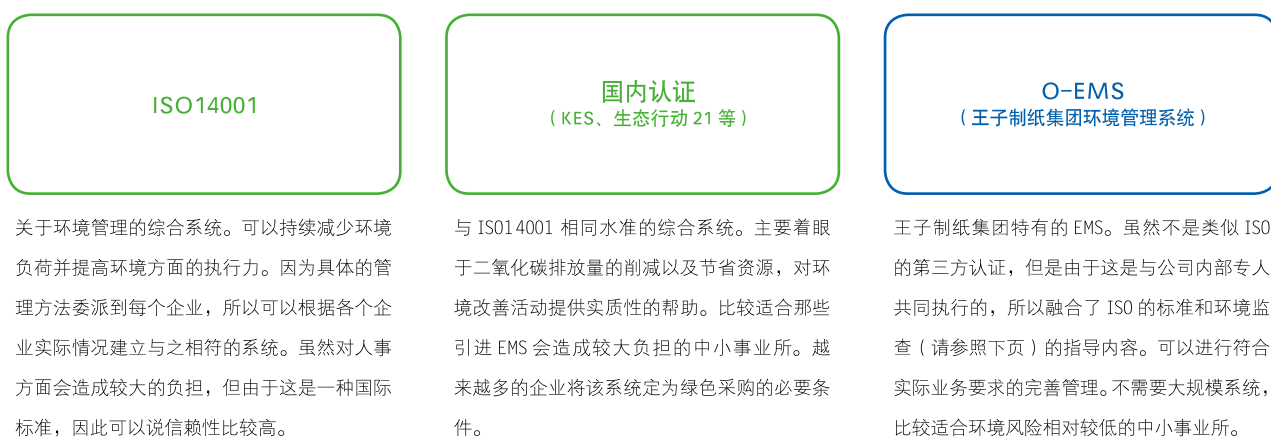 ISO14001
关于环境管理的综合系统。可以持续减少环境
负荷并提高环境方面的执行力。因为具体的管
理方法委派到每个企业，所以可以根据各个企
业实际情况建立与之相符的系统。虽然对人事
方面会造成较大的负担，但由于这是一种国际
标准，因此可以说信赖性比较高。
国内认证
（KES、生态行动 21 等）
与 ISO14001 相同水准的综合系统。主要着眼
于二氧化碳排放量的削减以及节省资源，对环
境改善活动提供实质性的帮助。比较适合那些
引进 EMS 会造成较大负担的中小事业所。越
来越多的企业将该系统定为绿色采购的必要条
件。
O-EMS
（王子制纸集团环境管理系统）
王子制纸集团特有的 EMS。虽然不是类似 ISO
的第三方认证，但是由于这是与公司内部专人
共同执行的，所以融合了 ISO 的标准和环境监
查（请参照下页）的指导内容。可以进行符合
实际业务要求的完善管理。不需要大规模系统，
比较适合环境风险相对较低的中小事业所。